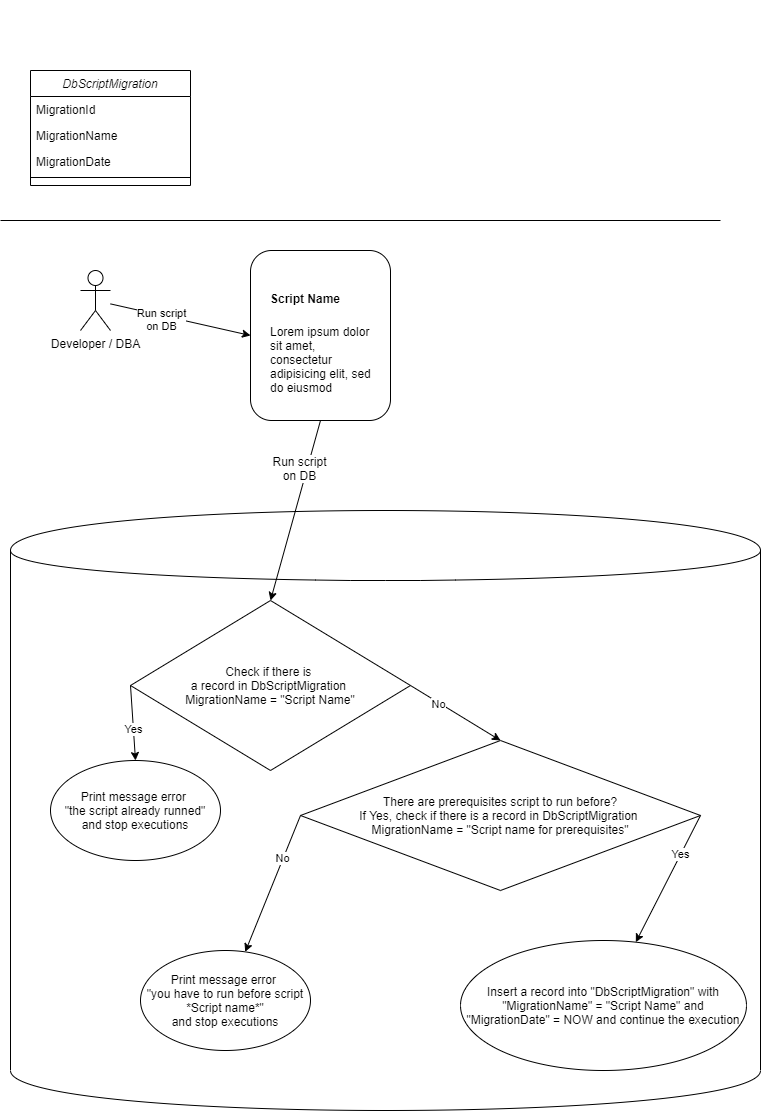 DbScriptMigration
MigrationId
MigrationName
MigrationDate
Run script
on DB
Developer / DBA
Script Name
Lorem ipsum dolor
sit amet,
consectetur
adipisicing elit, sed
do eiusmod
Run script
on DB
Check if there is
a record in DbScriptMigration
MigrationName = "Script Name"
No
Yes
Print message error
"the script already runned"
and stop executions
There are prerequisites script to run before?
If Yes, check if there is a record in DbScriptMigration
MigrationName = "Script name for prerequisites"
No
Yes
Print message error
"you have to run before script
*Script name*"
and stop executions
Insert a record into "DbScriptMigration" with
"MigrationName" = "Script Name" and
"MigrationDate" = NOW and continue the execution